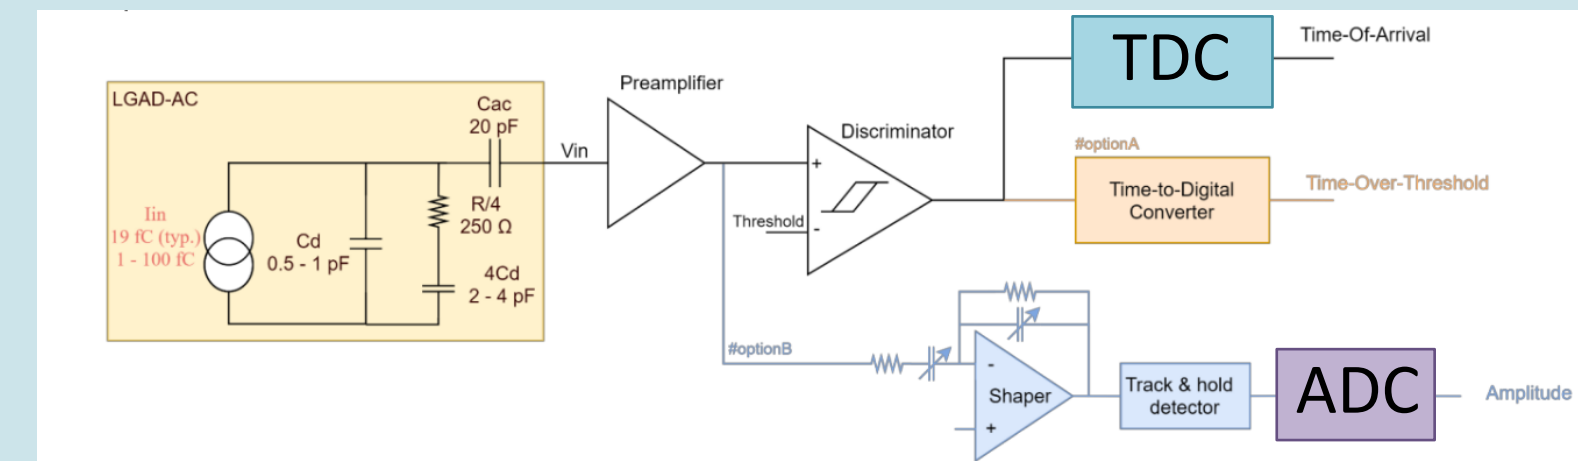 LGAD-AC
Cac
20 pF
Iin
19 fC (typ.)
1 - 100 fC
Cd
0.5 - 1 pF
R/4
250 Ω
4Cd
2 - 4 pF
Vin
Preamplifier
Discriminator
+
Threshold
-
TDC
Time-Of-Arrival
#optionA
Time-to-Digital
Converter
Time-Over-Threshold
#optionB
-
Shaper
+
Track & hold
detector
ADC
Amplitude